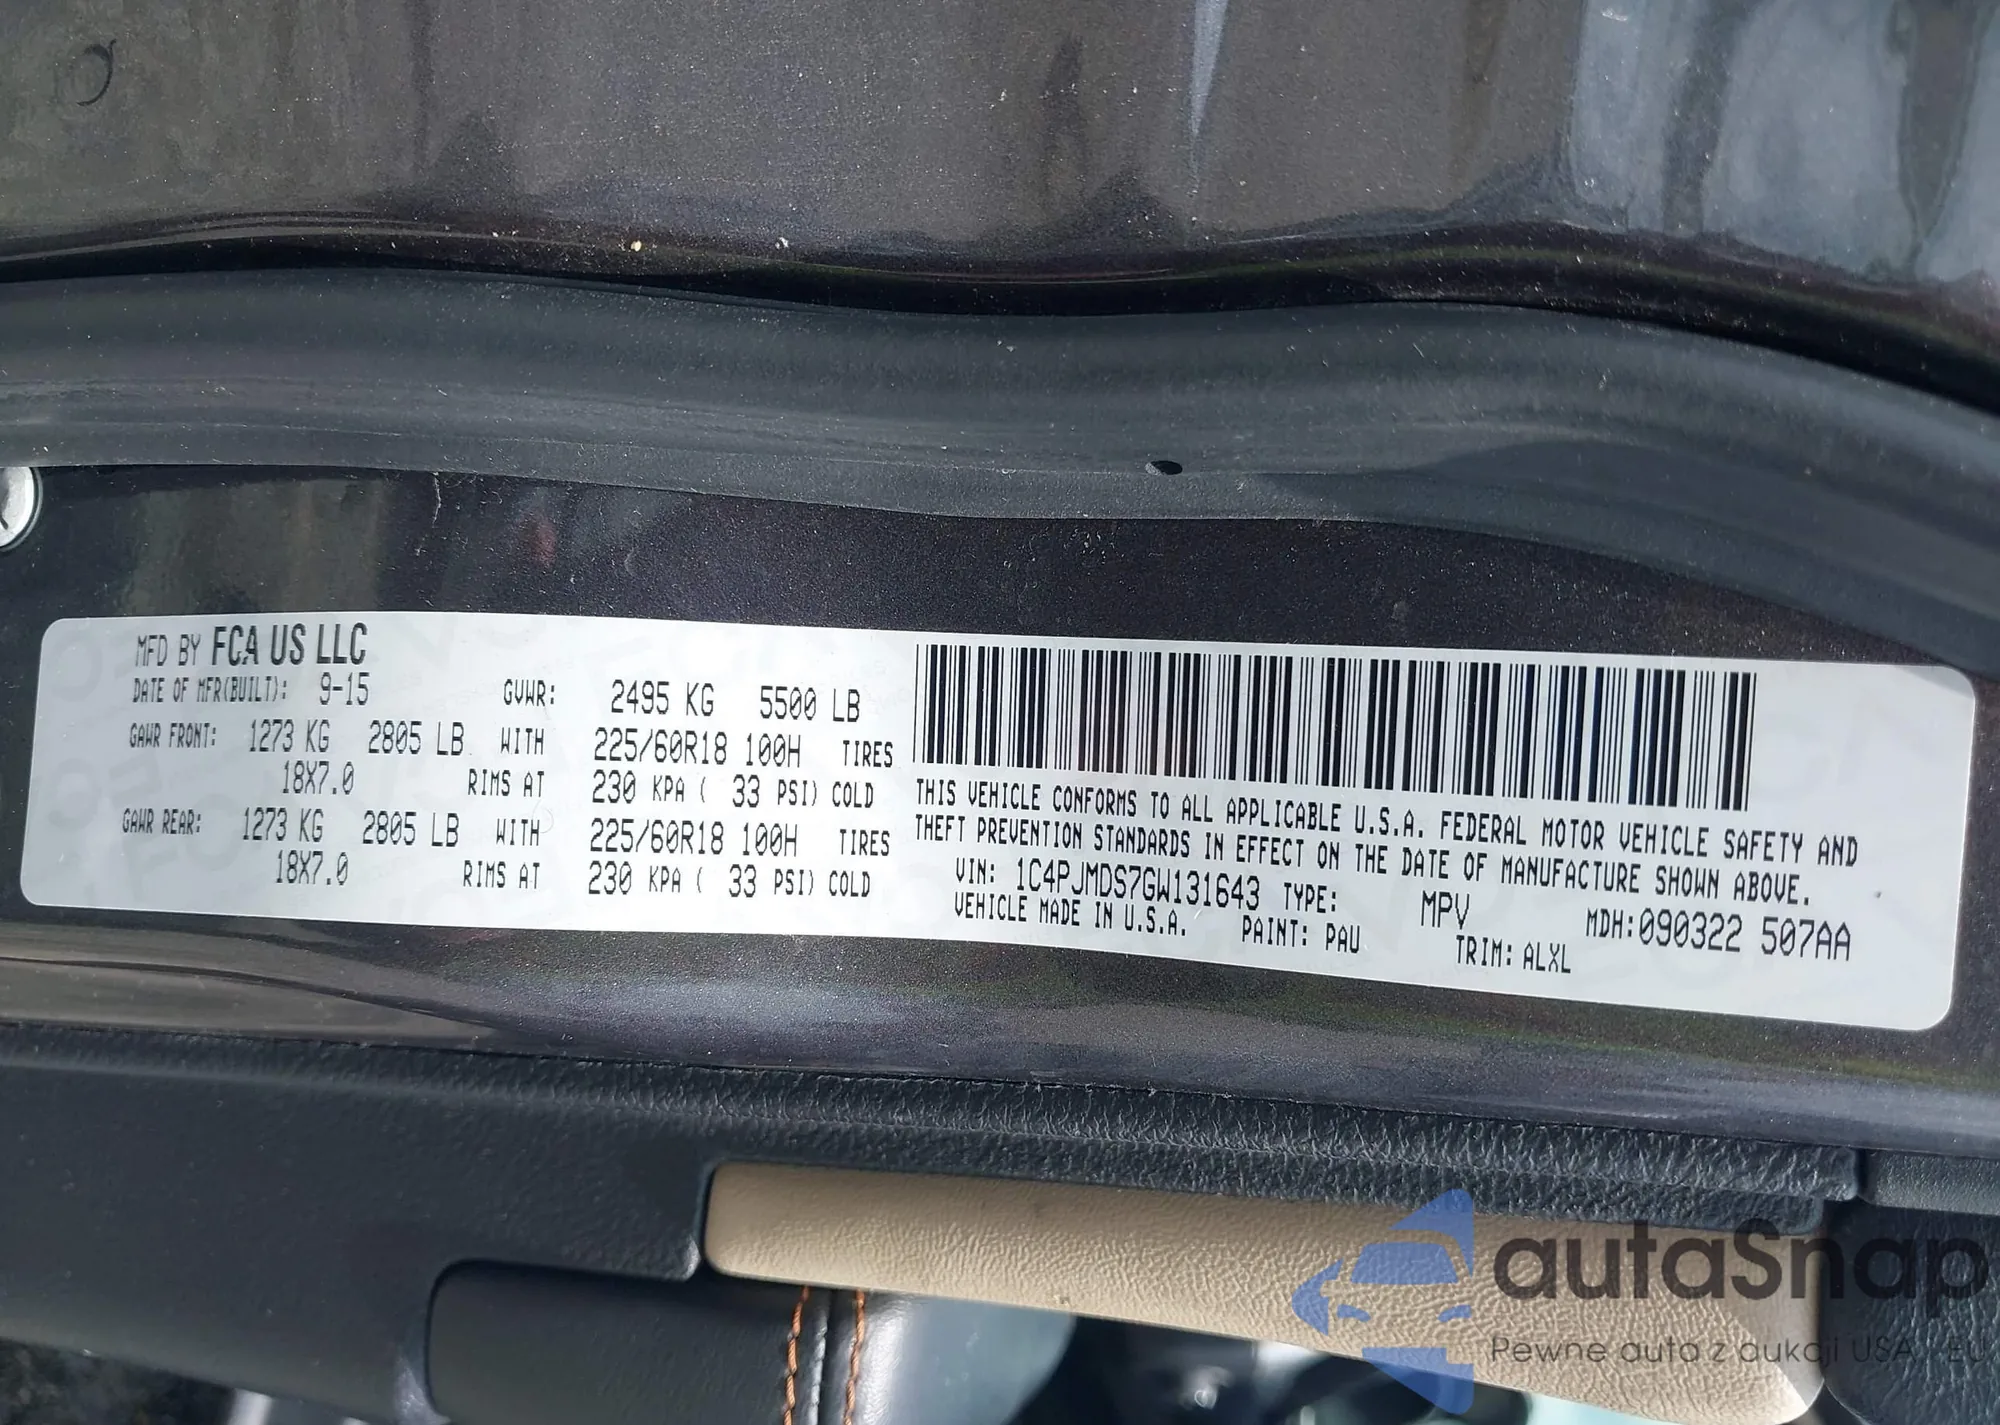 MFD BY FCA US LLC
DATE OF MFR(BUILT): 9-15 GVWR: 2495 KG 5500 LB
GAWR FRONT: 1273 KG 2805 LB WITH 225/60R18 100H TIRES
18X7.0 RIMS AT 230 KPA ( 33 PSI) COLD
GAWR REAR: 1273 KG 2805 LB WITH 225/60R18 100H TIRES
18X7.0 RIMS AT 230 KPA ( 33 PSI) COLD
THIS VEHICLE CONFORMS TO ALL APPLICABLE U.S.A. FEDERAL MOTOR VEHICLE SAFETY AND
THEFT PREVENTION STANDARDS IN EFFECT ON THE DATE OF MANUFACTURE SHOWN ABOVE.
VIN: 1C4PJMDS7GW131643 TYPE: MPV MDH:090322 507AA
VEHICLE MADE IN U.S.A. PAINT: PAU TRIM: ALXL
autaSnap
Pewne auta z aukcji USA i EU